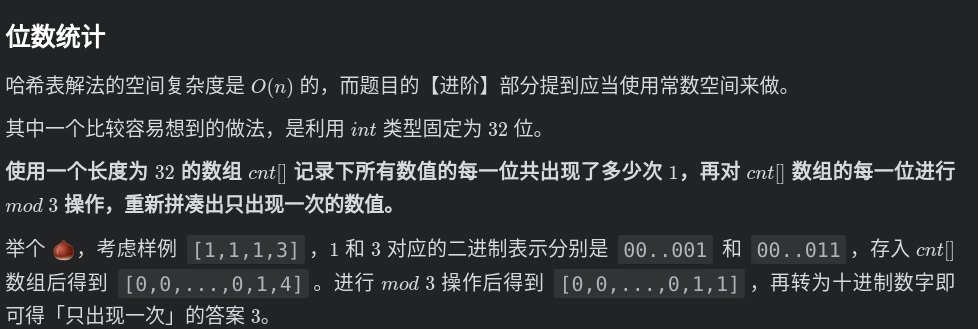 位数统计
哈希表解法的空间复杂度是 O(n) 的，而题目的【进阶】部分提到应当使用常数空间来做。
其中一个比较容易想到的做法，是利用 int 类型固定为 32 位。
使用一个长度为 32 的数组 cnt[] 记录下所有数值的每一位共出现了多少次 1，再对 cnt[] 数组的每一位进行
mod 3 操作，重新拼凑出只出现一次的数值。
举个 🌰，考虑样例 [1,1,1,3] ，1 和 3 对应的二进制表示分别是 00..001 和 00..011 ，存入 cnt[]
数组后得到 [0,0,...,0,1,4] 。进行 mod 3 操作后得到 [0,0,...,0,1,1] ，再转为十进制数字即
可得「只出现一次」的答案 3。